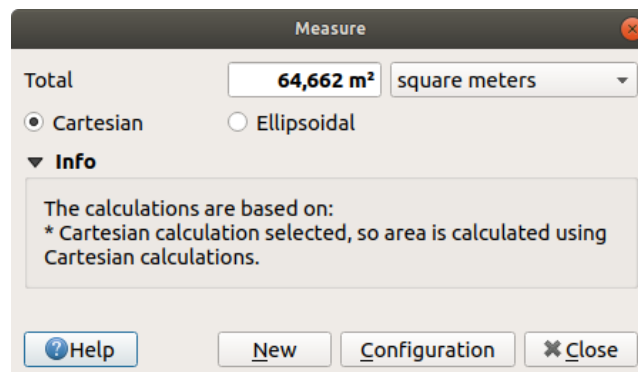 Measure
Total 64,662 m² square meters
Cartesian Ellipsoidal
Info
The calculations are based on:
* Cartesian calculation selected, so area is calculated using
Cartesian calculations.
Help New Configuration Close